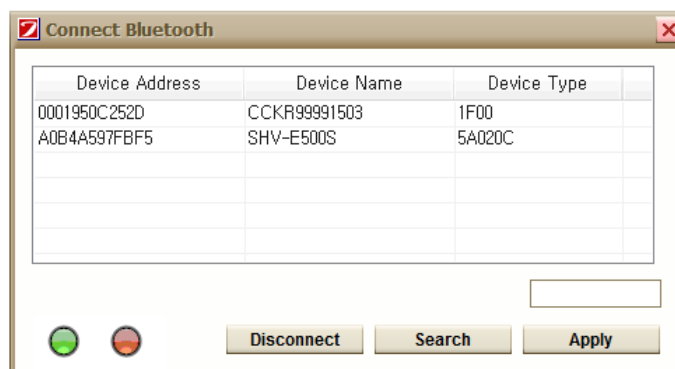 Connect Bluetooth
Device Address Device Name Device Type
0001950C252D CCKR99991503 1F00
A0B4A597FBF5 SHV-E500S 5A020C
Disconnect Search Apply